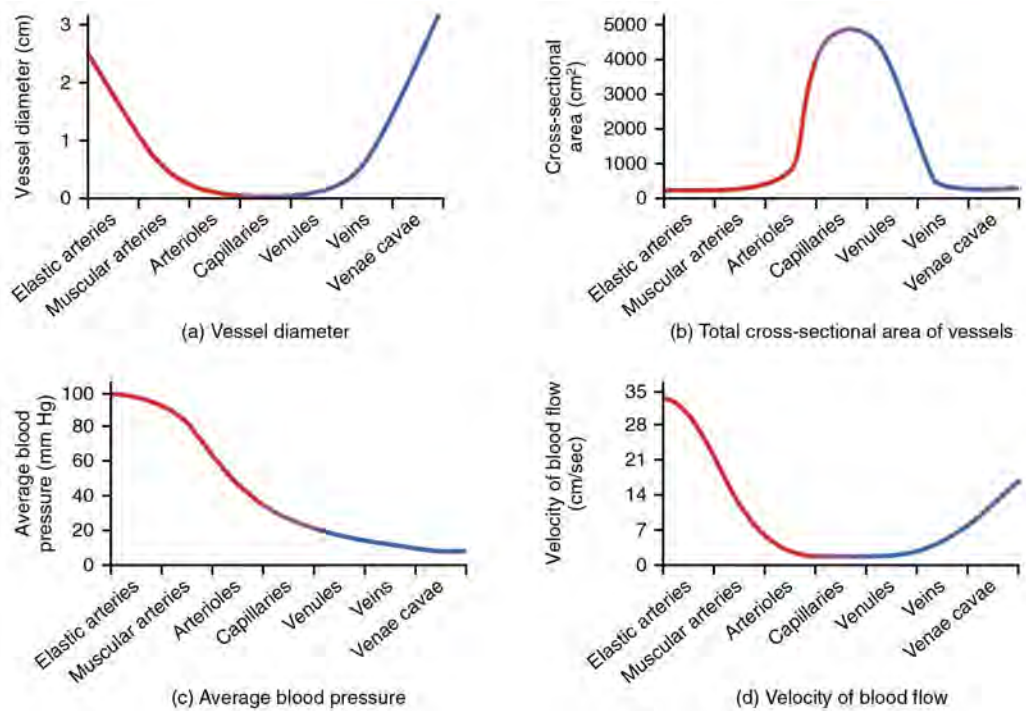 Vessel diameter (cm)
3
2
1
0
Elastic arteries
Muscular arteries
Arterioles
Capillaries
Venules
Veins
Venae cavae
(a) Vessel diameter
Cross-sectional
area (cm²)
5000
4000
3000
2000
1000
0
Elastic arteries
Muscular arteries
Arterioles
Capillaries
Venules
Veins
Venae cavae
(b) Total cross-sectional area of vessels
Average blood
pressure (mm Hg)
100
80
60
40
20
0
Elastic arteries
Muscular arteries
Arterioles
Capillaries
Venules
Veins
Venae cavae
(c) Average blood pressure
Velocity of blood flow
(cm/sec)
35
28
21
14
7
0
Elastic arteries
Muscular arteries
Arterioles
Capillaries
Venules
Veins
Venae cavae
(d) Velocity of blood flow